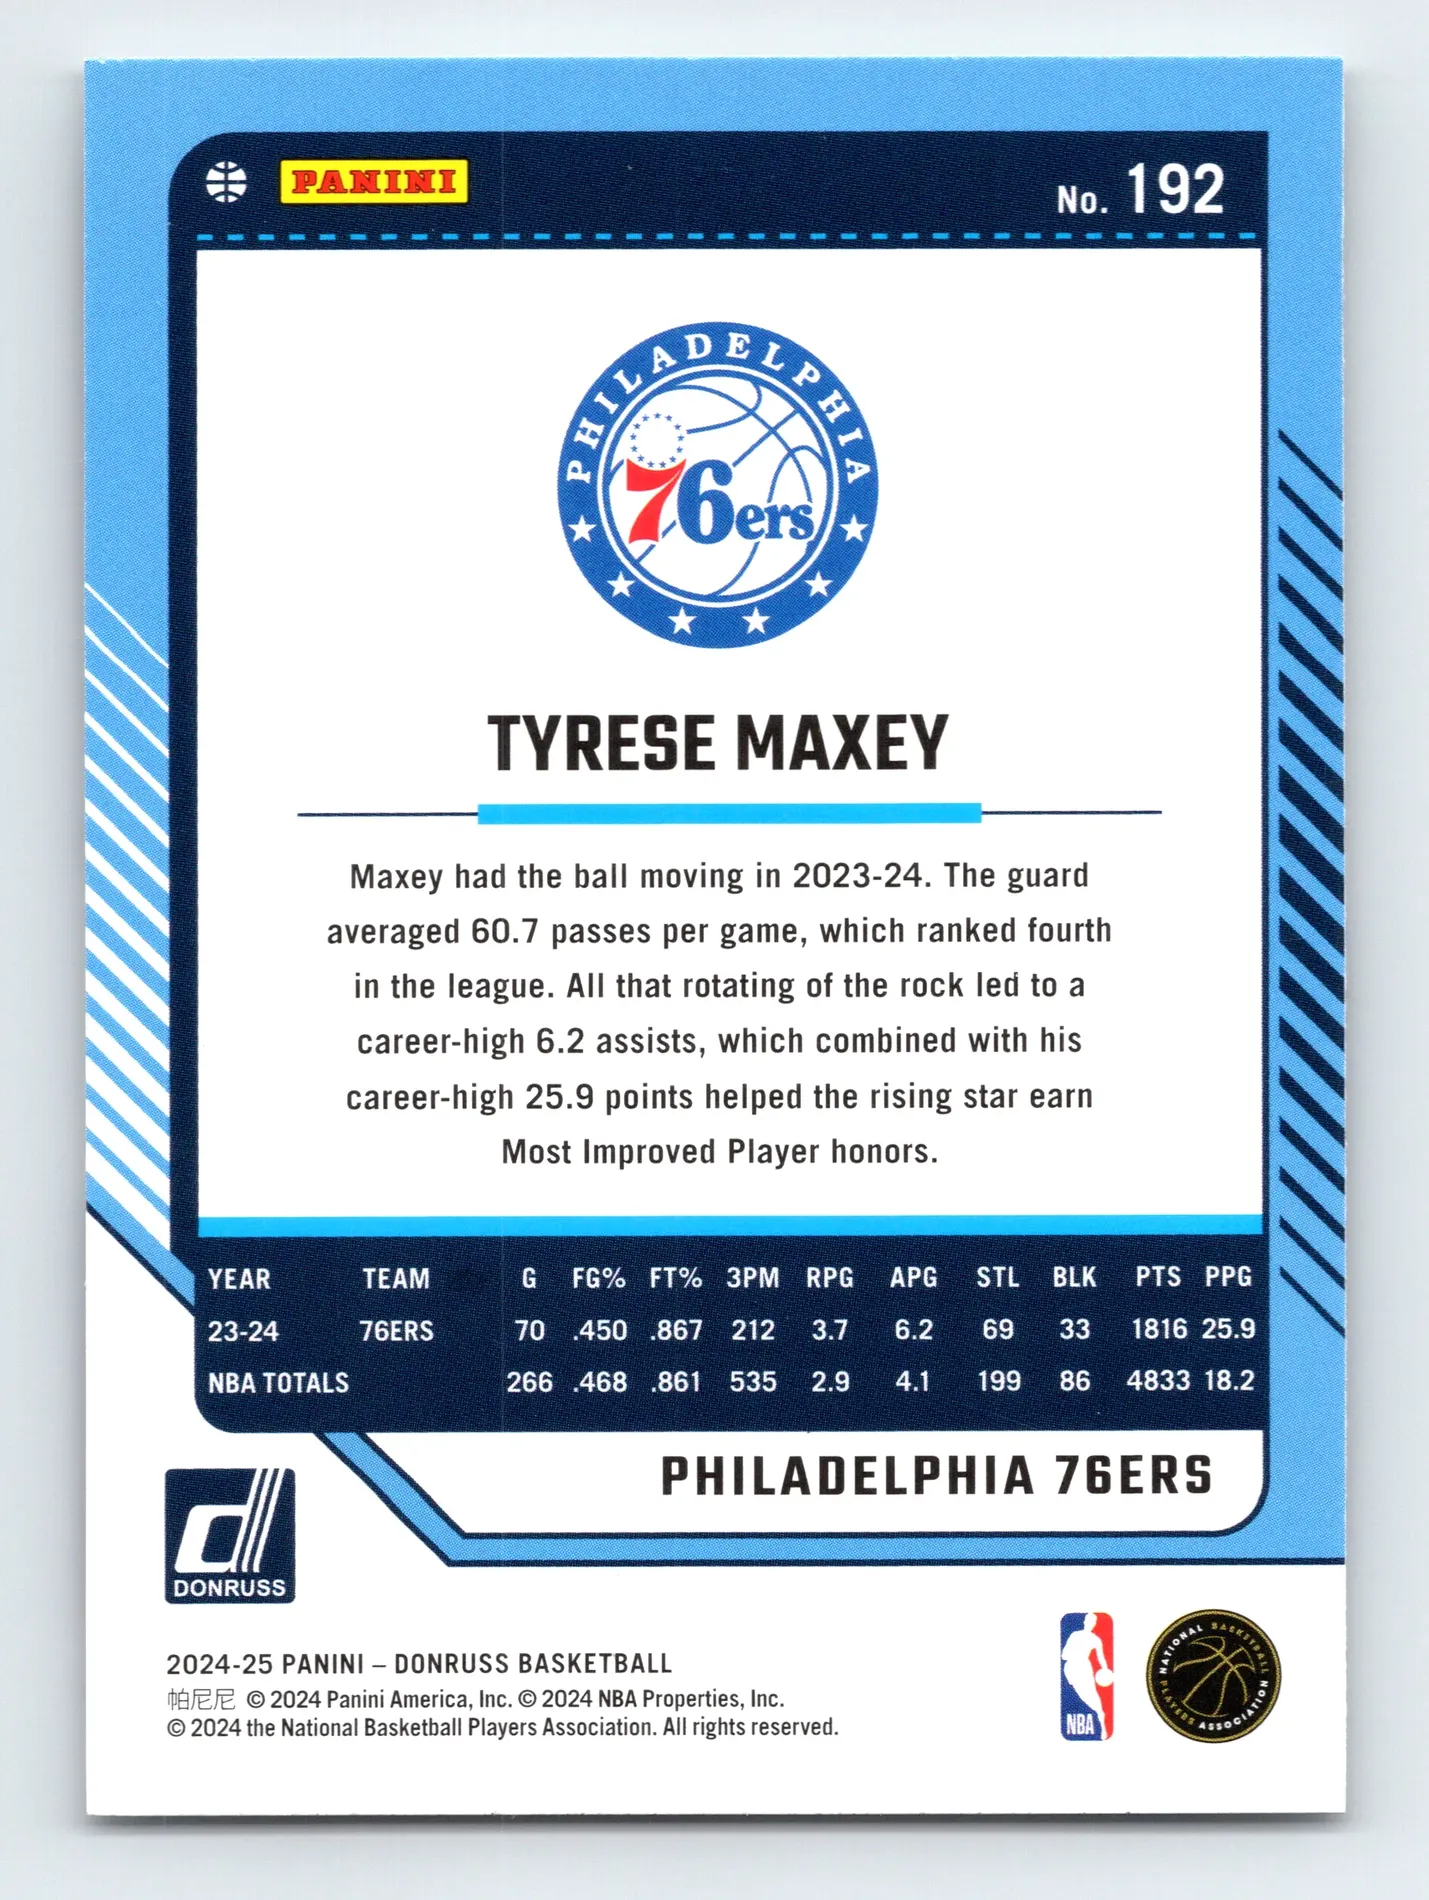 PANINI
No. 192
PHILADELPHIA
76ers
TYRESE MAXEY
Maxey had the ball moving in 2023-24. The guard
averaged 60.7 passes per game, which ranked fourth
in the league. All that rotating of the rock led to a
career-high 6.2 assists, which combined with his
career-high 25.9 points helped the rising star earn
Most Improved Player honors.
YEAR TEAM G FG% FT% 3PM RPG APG STL BLK PTS PPG
23-24 76ERS 70 .450 .867 212 3.7 6.2 69 33 1816 25.9
NBA TOTALS 266 .468 .861 535 2.9 4.1 199 86 4833 18.2
PHILADELPHIA 76ERS
DONRUSS
2024-25 PANINI – DONRUSS BASKETBALL
帕尼尼 © 2024 Panini America, Inc. © 2024 NBA Properties, Inc.
© 2024 the National Basketball Players Association. All rights reserved.
NBA
NATIONAL BASKETBALL
PLAYERS ASSOCIATION